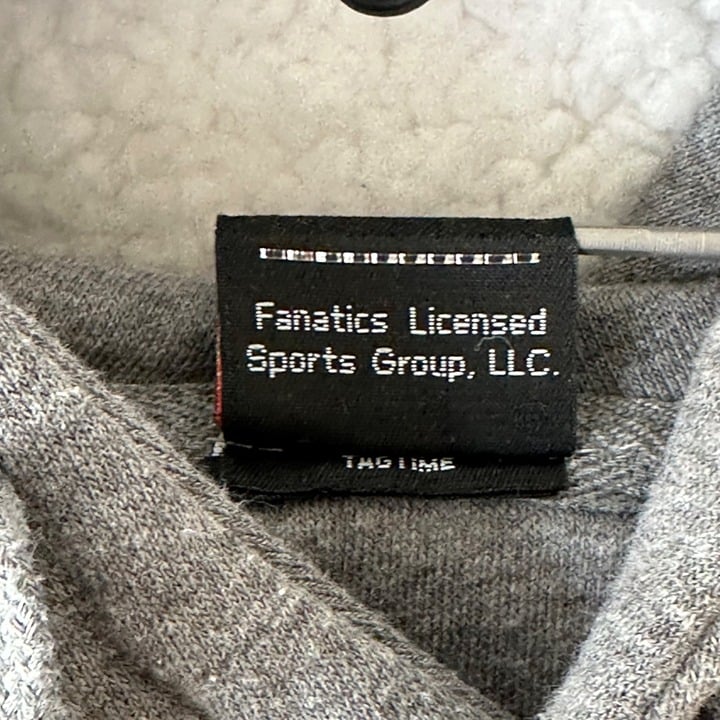 Fanatics Licensed
Sports Group, LLC.
TAGTIME